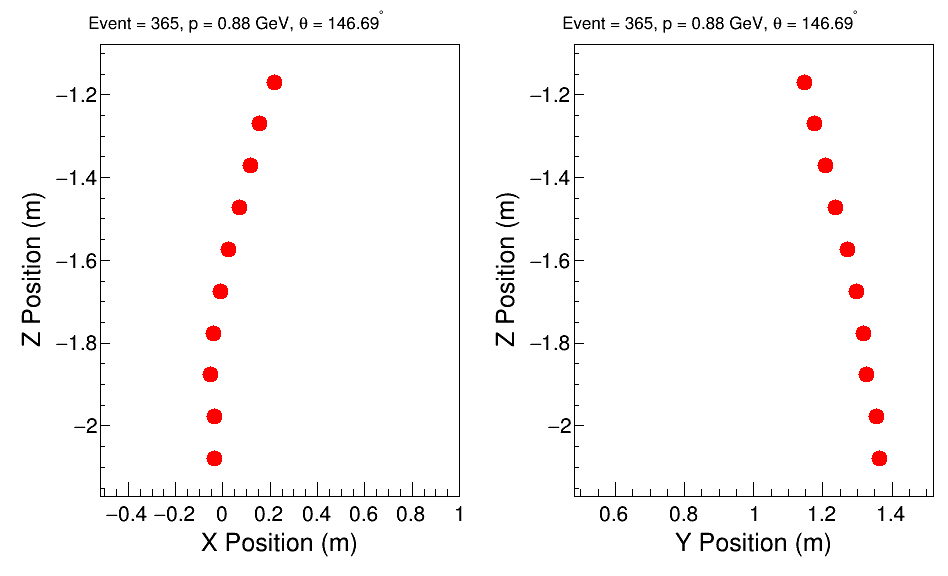 Event = 365, p = 0.88 GeV, θ = 146.69°
Z Position (m)
−1.2
−1.4
−1.6
−1.8
−2
−0.4 −0.2 0 0.2 0.4 0.6 0.8 1
X Position (m)
Event = 365, p = 0.88 GeV, θ = 146.69°
Z Position (m)
−1.2
−1.4
−1.6
−1.8
−2
0.6 0.8 1 1.2 1.4
Y Position (m)